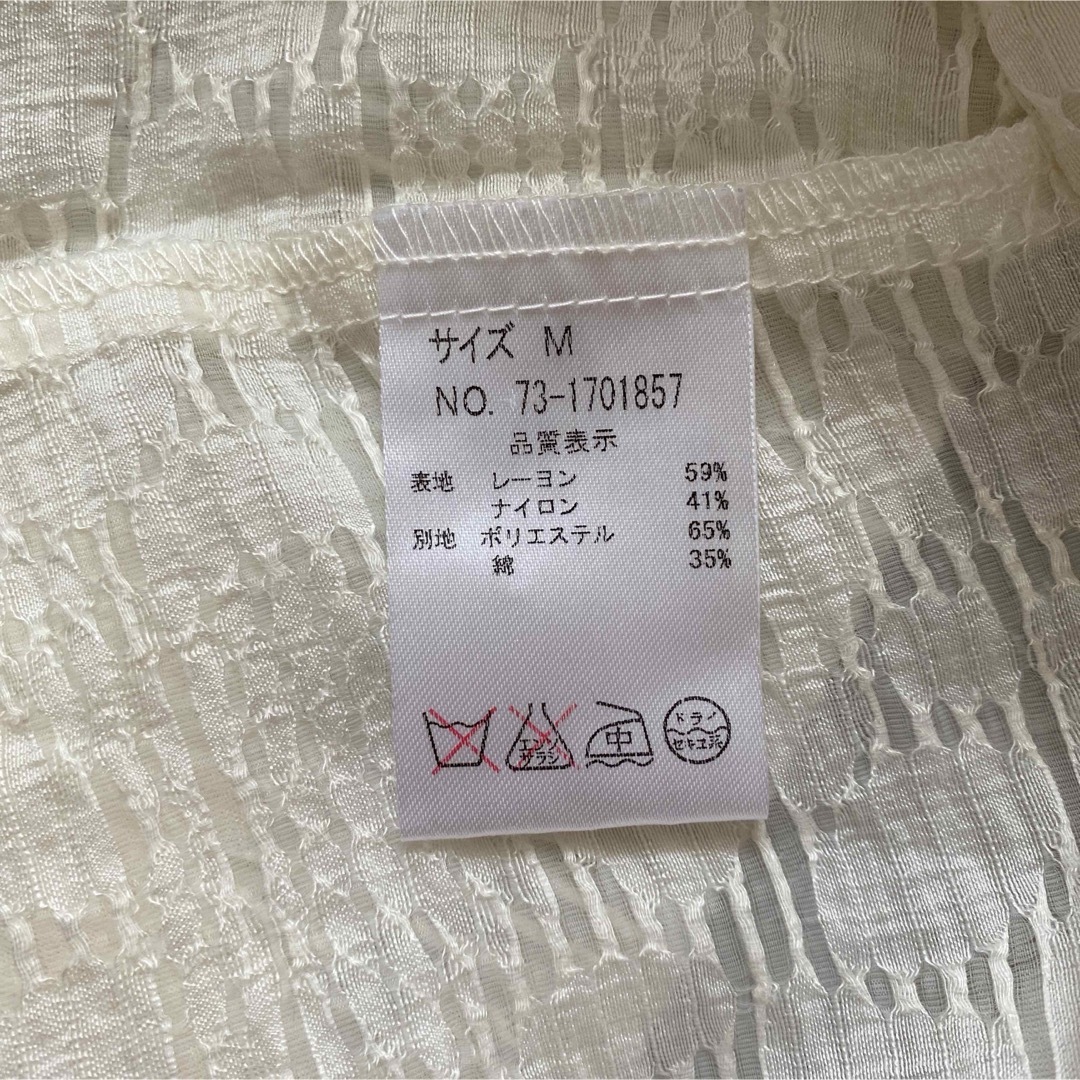 サイズ M
NO. 73-1701857
品質表示
表地 レーヨン 59%
ナイロン 41%
別地 ポリエステル 65%
綿 35%
エンソ
サラシ
中
ドライ
セキユ系